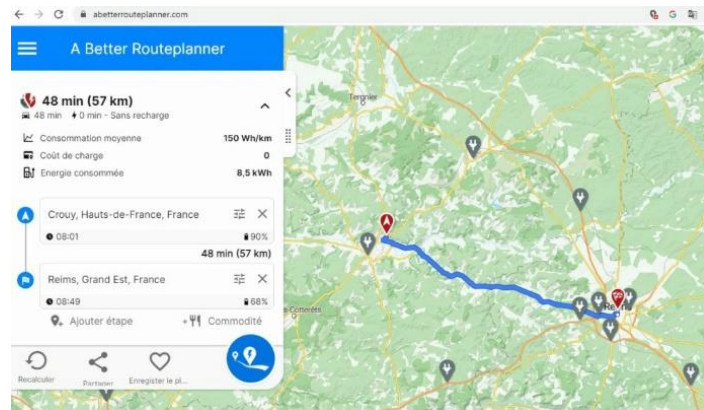 abetterrouteplanner.com
A Better Routeplanner
48 min (57 km)
48 min 0 min - Sans recharge
Consommation moyenne 150 Wh/km
Coût de charge 0
Energie consommée 8,5 kWh
Crouy, Hauts-de-France, France
08:01 90%
48 min (57 km)
Reims, Grand Est, France
08:49 68%
Ajouter étape + Commodité
Recalculer Partager Enregistrer le pl...
Tergnier